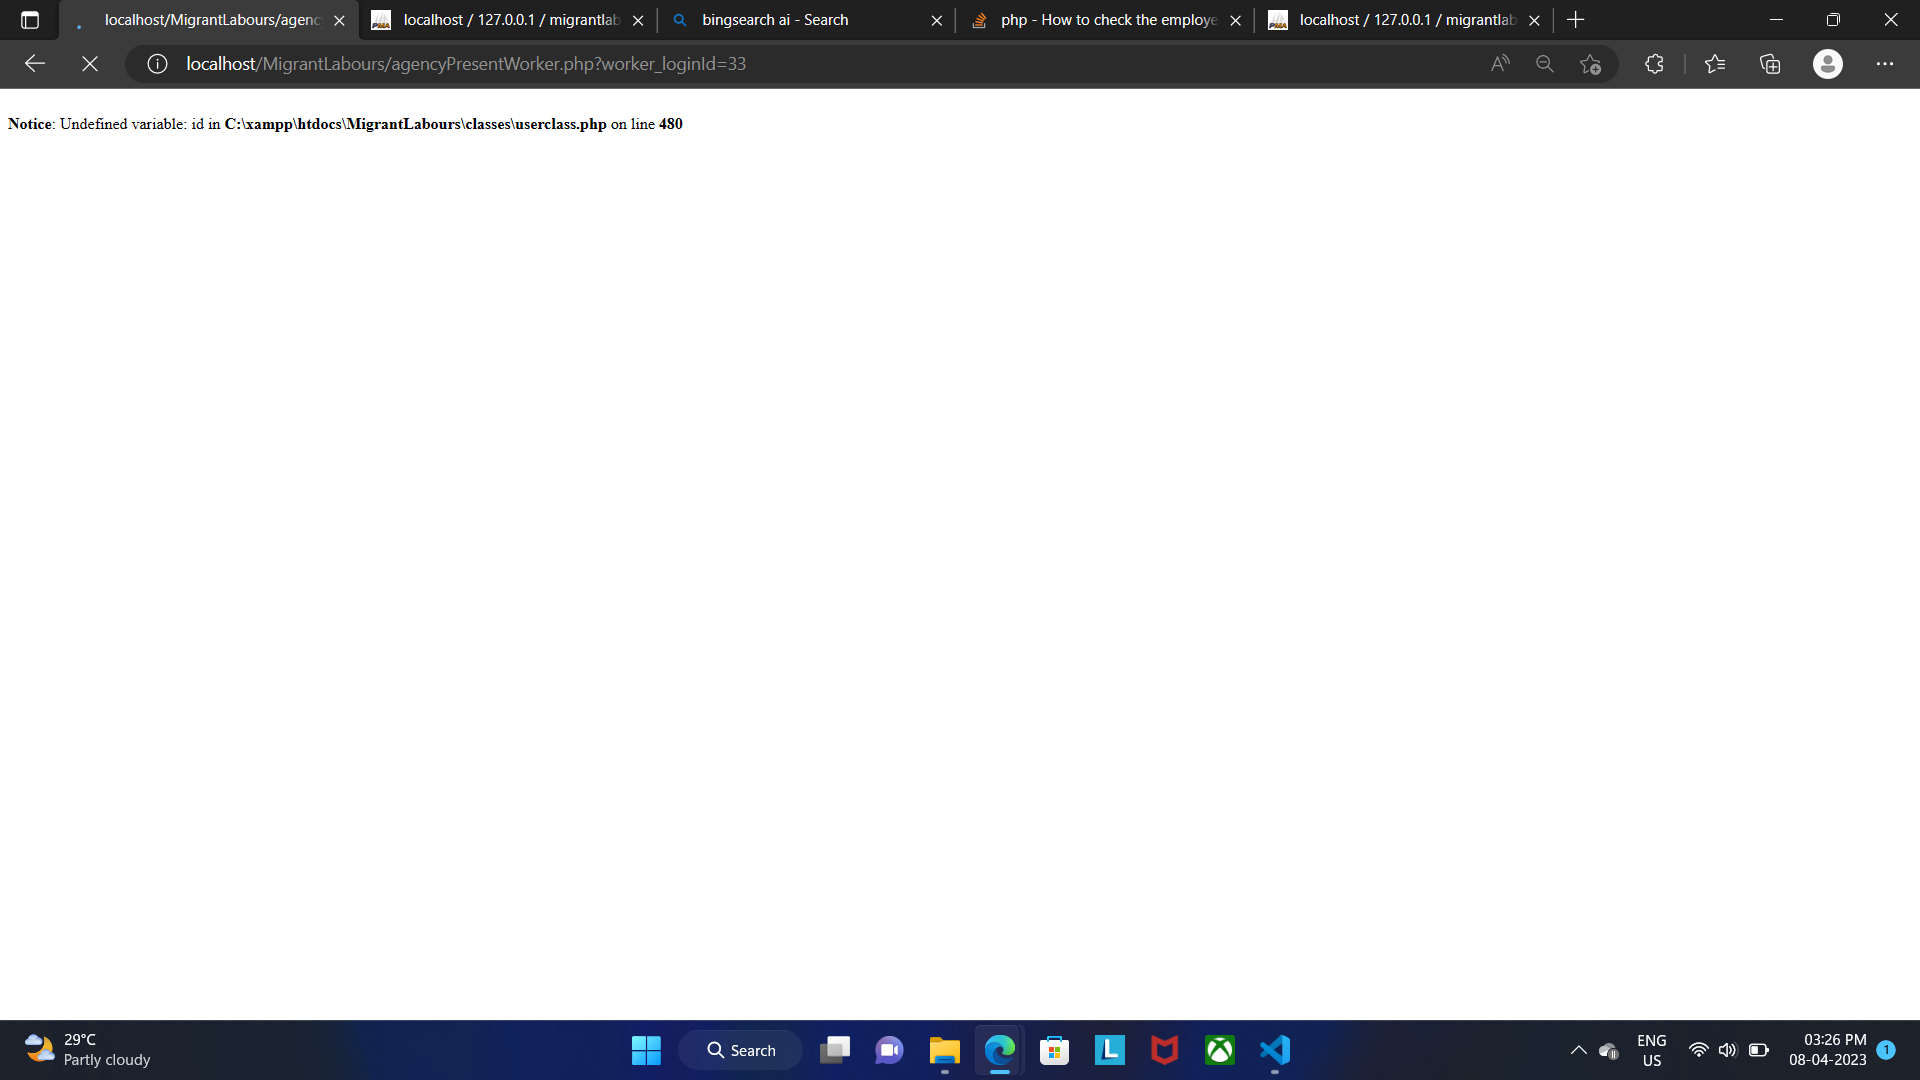 localhost/MigrantLabours/agenc
localhost / 127.0.0.1 / migrantlab
bingsearch ai - Search
php - How to check the employe
localhost / 127.0.0.1 / migrantlab
localhost/MigrantLabours/agencyPresentWorker.php?worker_loginId=33
Notice: Undefined variable: id in C:\xampp\htdocs\MigrantLabours\classes\userclass.php on line 480
29°C
Partly cloudy
Search
ENG
US
03:26 PM
08-04-2023
1